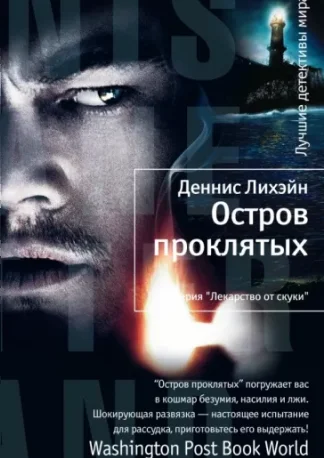 Лучшие детективы мира
Деннис Лихэйн
Остров
проклятых
рия "Лекарство от скуки"
"Остров проклятых" погружает вас
в кошмар безумия, насилия и лжи.
Шокирующая развязка — настоящее испытание
для рассудка, приготовьтесь его выдержать!
Washington Post Book World